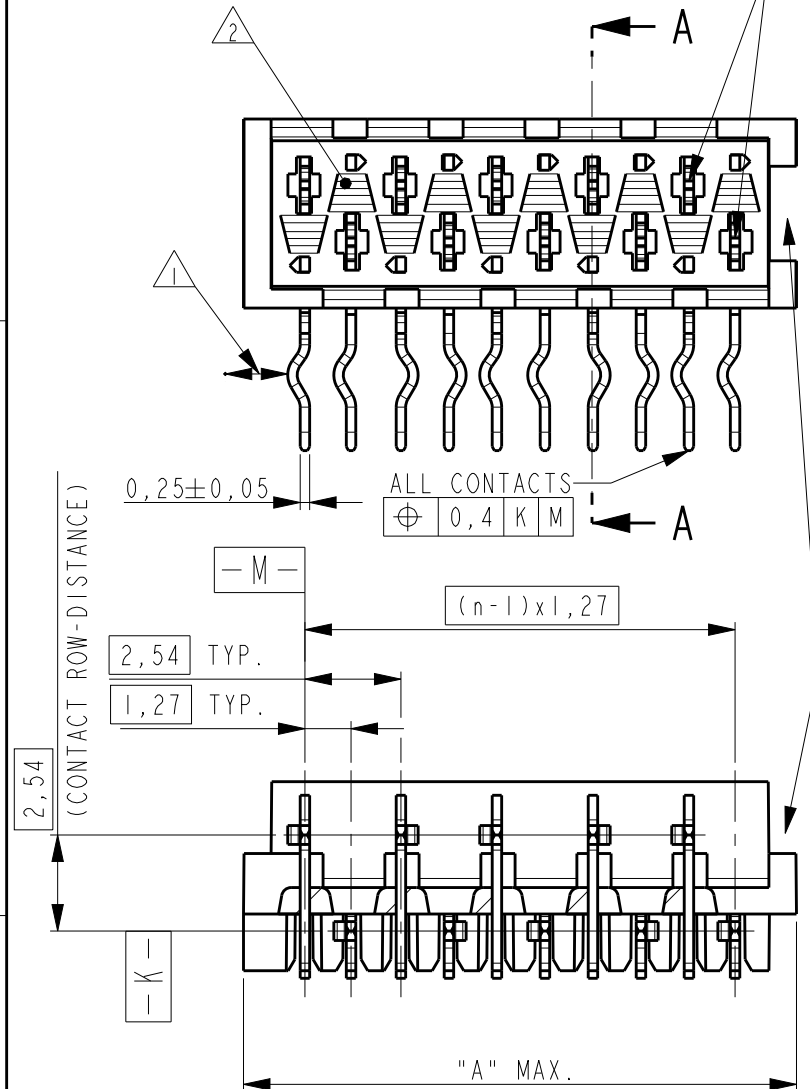 2
A
1
0,25±0,05
ALL CONTACTS
⌖ 0,4 K M
A
-M-
(n-1)x1,27
2,54 TYP.
1,27 TYP.
2,54
(CONTACT ROW-DISTANCE)
-K-
"A" MAX.